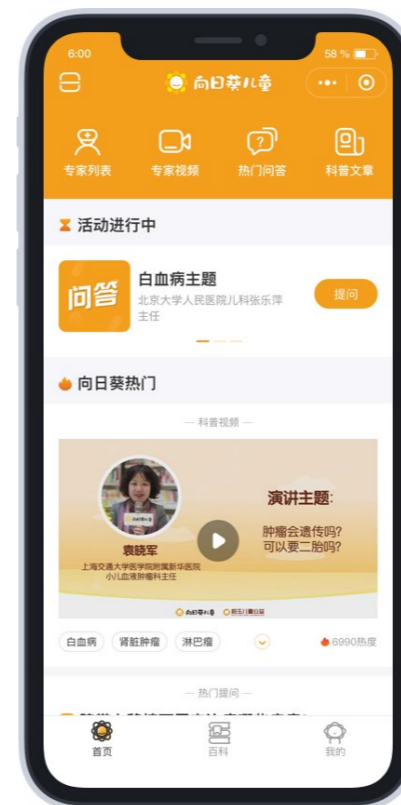 6:00
58 %
向日葵儿童
专家列表
专家视频
热门问答
科普文章
活动进行中
问答
白血病主题
北京大学人民医院儿科张乐萍
主任
提问
向日葵热门
科普视频
演讲主题:
肿瘤会遗传吗?
可以要二胎吗?
袁晓军
上海交通大学医学院附属新华医院
小儿血液肿瘤科主任
向日葵儿童
白血病
肾脏肿瘤
淋巴瘤
6990热度
热门提问
首页
百科
我的